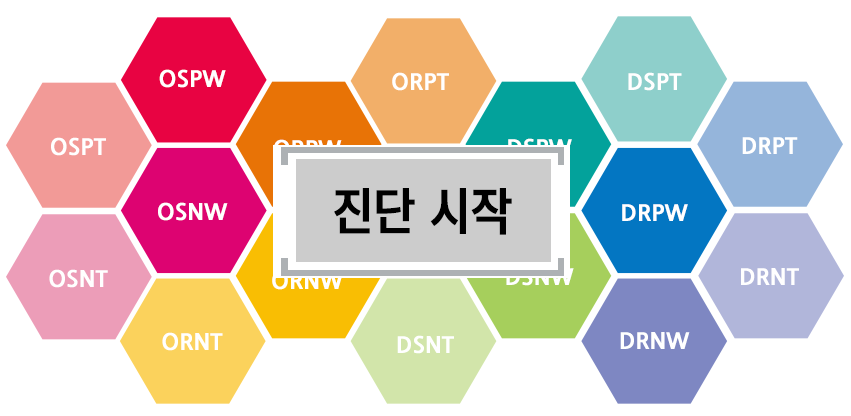 OSPW
ORPT
DSPT
OSPT
ORPW
DSPW
DRPT
OSNW
진단 시작
DRPW
OSNT
ORNW
DSNW
DRNT
ORNT
DSNT
DRNW